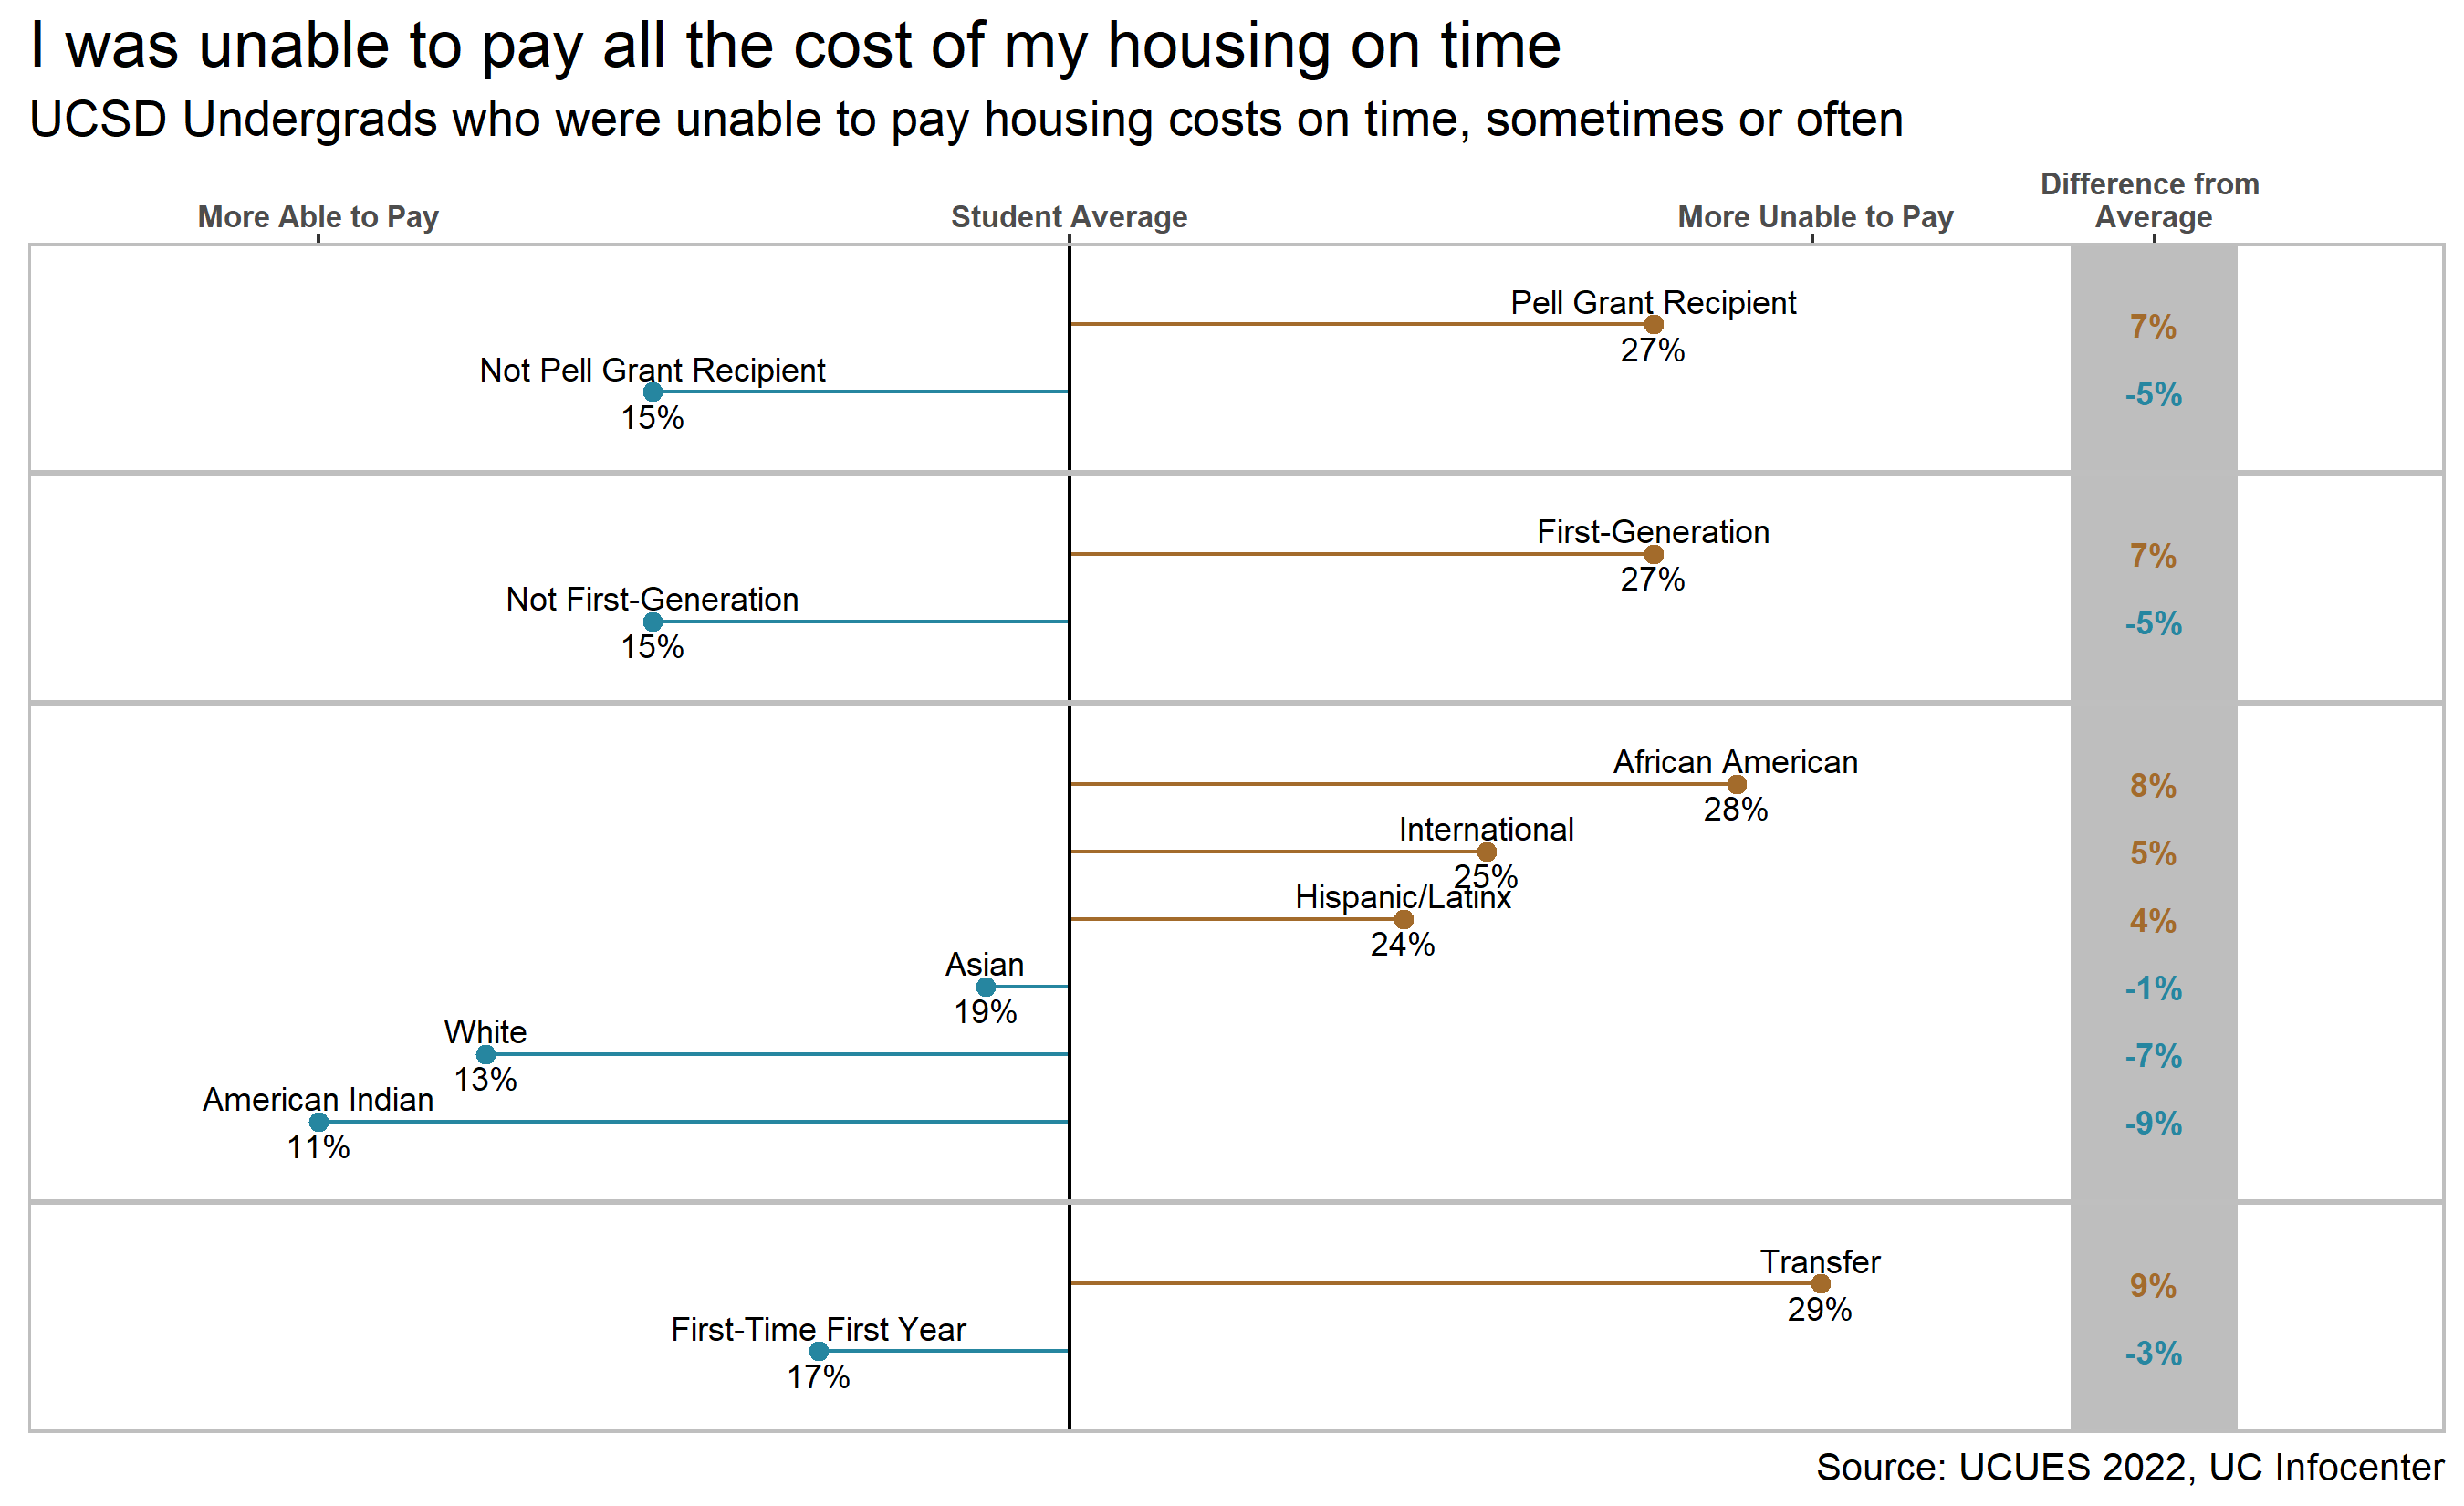 I was unable to pay all the cost of my housing on time
UCSD Undergrads who were unable to pay housing costs on time, sometimes or often
More Able to Pay
Student Average
More Unable to Pay
Difference from
Average
Pell Grant Recipient
27%
7%
Not Pell Grant Recipient
15%
-5%
First-Generation
27%
7%
Not First-Generation
15%
-5%
African American
28%
8%
International
25%
5%
Hispanic/Latinx
24%
4%
Asian
19%
-1%
White
13%
-7%
American Indian
11%
-9%
Transfer
29%
9%
First-Time First Year
17%
-3%
Source: UCUES 2022, UC Infocenter